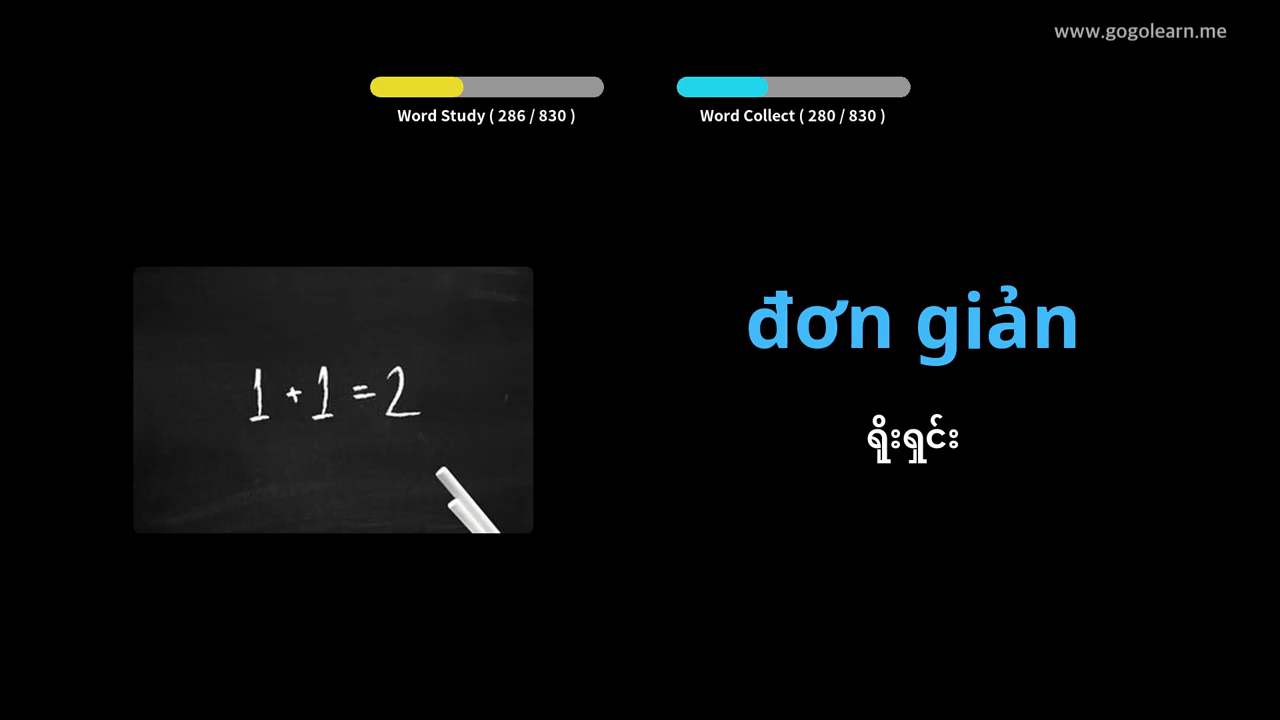 www.gogolearn.me
Word Study ( 286 / 830 )
Word Collect ( 280 / 830 )
1 + 1 = 2
đơn giản
ရိုးရှင်း